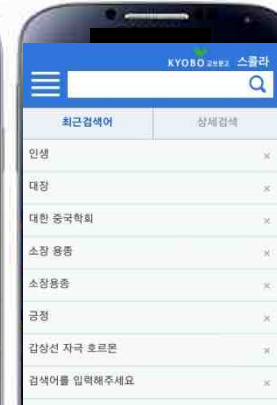 KYOBO 교보문고 스콜라
최근검색어 상세검색
인생 ×
대장 ×
대한 중국학회 ×
소장 용종 ×
소장용종 ×
긍정 ×
갑상선 자극 호르몬 ×
검색어를 입력해주세요 ×